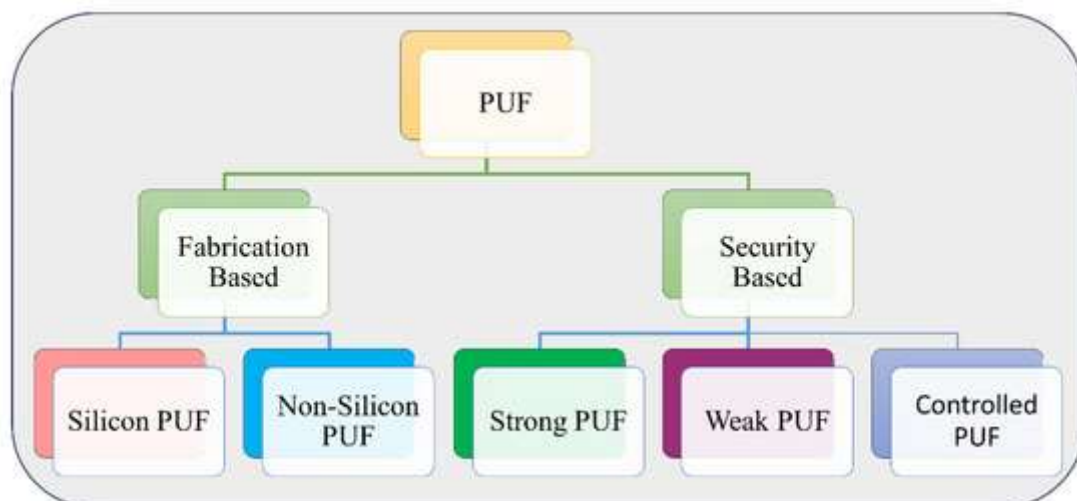 PUF
Fabrication
Based
Security
Based
Silicon PUF
Non-Silicon
PUF
Strong PUF
Weak PUF
Controlled
PUF